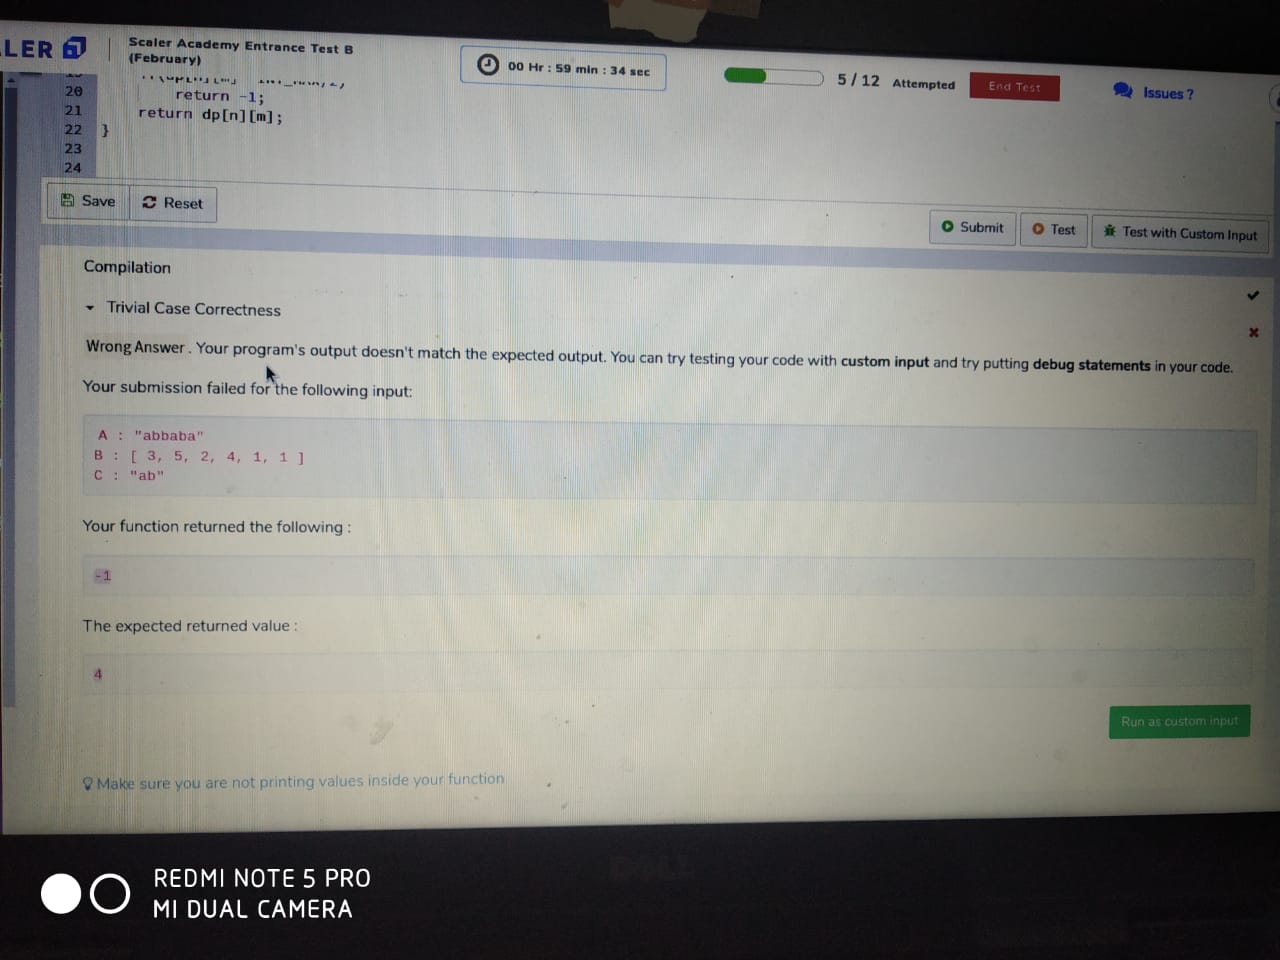 LER
Scaler Academy Entrance Test B
(February)
00 Hr : 59 min : 34 sec
5 / 12 Attempted
End Test
Issues ?
20 return -1;
21 return dp[n][m];
22 }
23
24
Save
Reset
Submit
Test
Test with Custom Input
Compilation
Trivial Case Correctness
Wrong Answer . Your program's output doesn't match the expected output. You can try testing your code with custom input and try putting debug statements in your code.
Your submission failed for the following input:
A : "abbaba"
B : [ 3, 5, 2, 4, 1, 1 ]
C : "ab"
Your function returned the following :
-1
The expected returned value :
4
Run as custom input
Make sure you are not printing values inside your function
DELL
REDMI NOTE 5 PRO
MI DUAL CAMERA